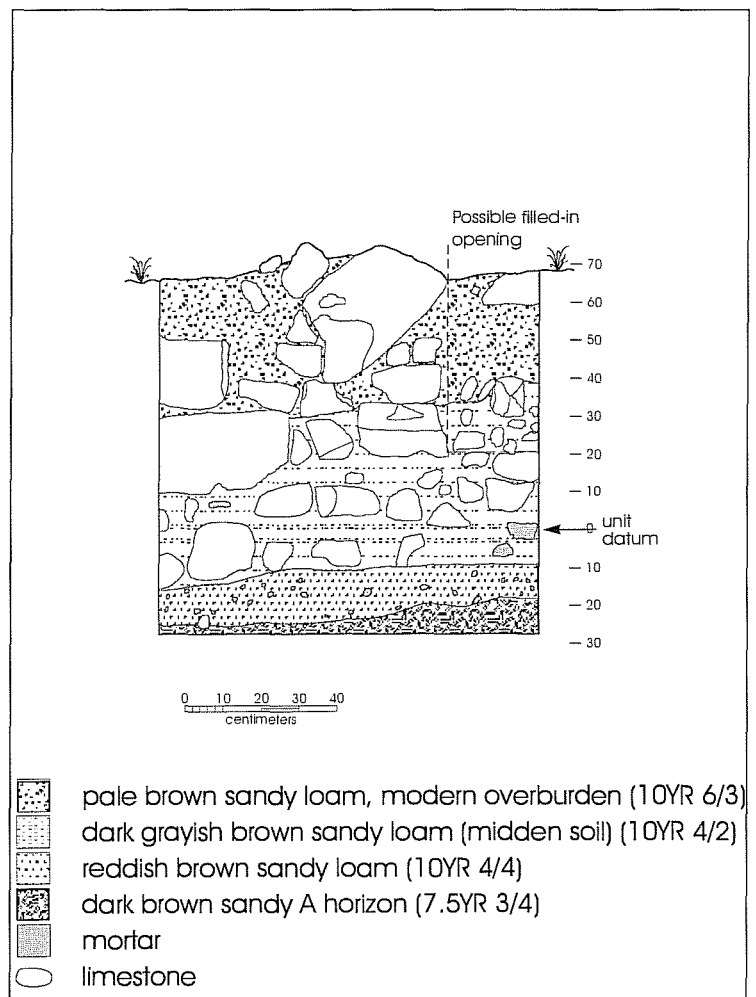 Possible filled-in
opening
— 70
— 60
— 50
— 40
— 30
— 20
— 10
0 unit
datum
— 10
— 20
— 30
0 10 20 30 40
centimeters
pale brown sandy loam, modern overburden (10YR 6/3)
dark grayish brown sandy loam (midden soil) (10YR 4/2)
reddish brown sandy loam (10YR 4/4)
dark brown sandy A horizon (7.5YR 3/4)
mortar
limestone